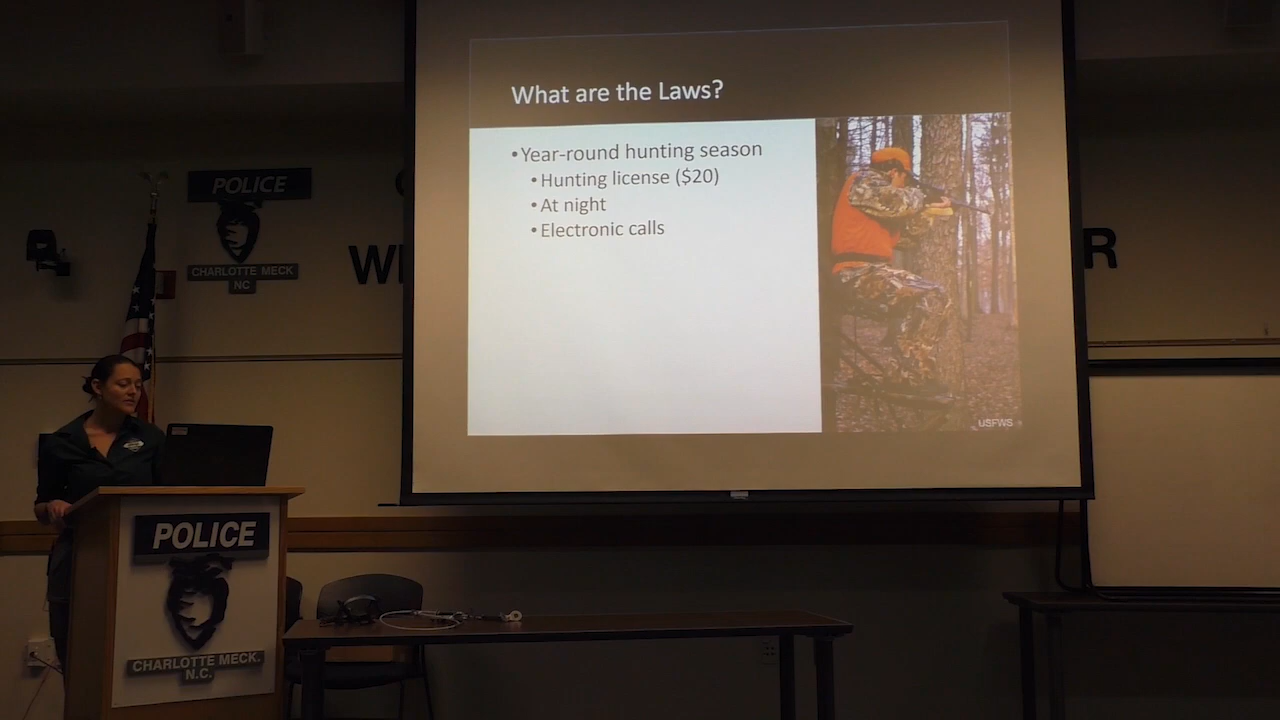 What are the Laws?
•Year-round hunting season
•Hunting license ($20)
•At night
•Electronic calls
USFWS
POLICE
CHARLOTTE MECK
NC
R
POLICE
CHARLOTTE MECK.
N.C.